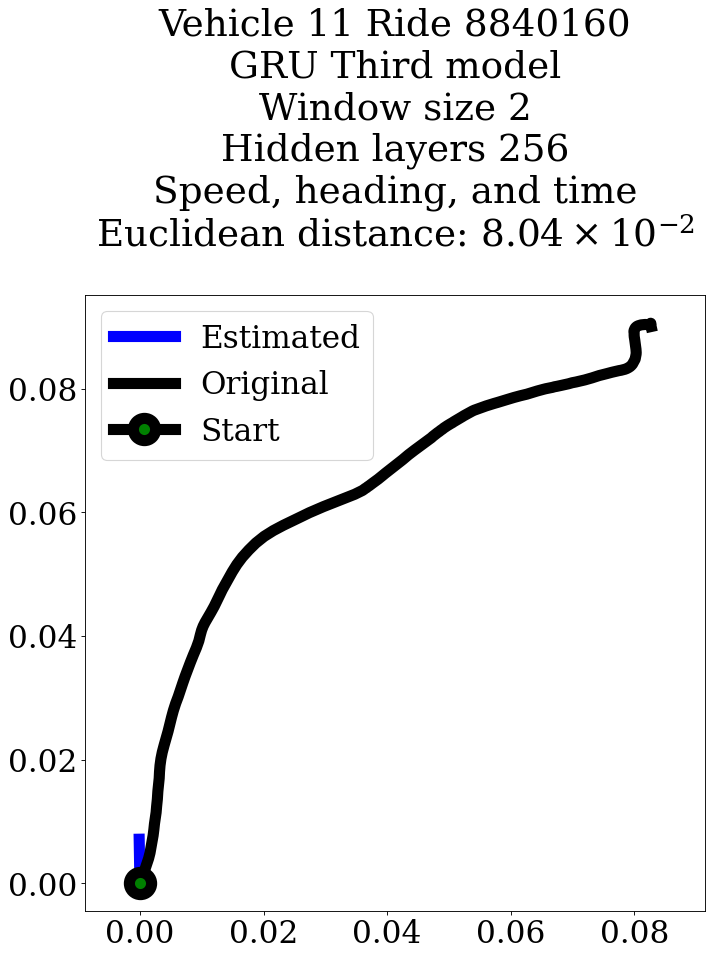 Vehicle 11 Ride 8840160
GRU Third model
Window size 2
Hidden layers 256
Speed, heading, and time
Euclidean distance: 8.04 × 10⁻²
Estimated
Original
Start
0.08
0.06
0.04
0.02
0.00
0.00 0.02 0.04 0.06 0.08